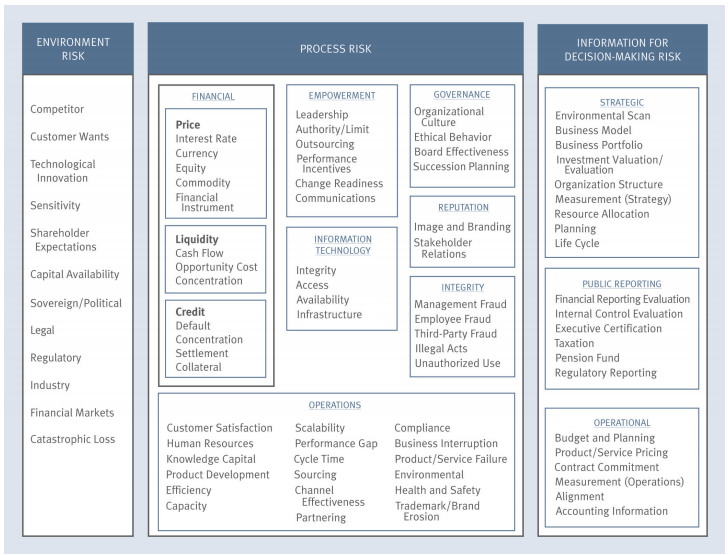 ENVIRONMENT
RISK
Competitor
Customer Wants
Technological
Innovation
Sensitivity
Shareholder
Expectations
Capital Availability
Sovereign/Political
Legal
Regulatory
Industry
Financial Markets
Catastrophic Loss
PROCESS RISK
FINANCIAL
Price
Interest Rate
Currency
Equity
Commodity
Financial
Instrument
Liquidity
Cash Flow
Opportunity Cost
Concentration
Credit
Default
Concentration
Settlement
Collateral
EMPOWERMENT
Leadership
Authority/Limit
Outsourcing
Performance
Incentives
Change Readiness
Communications
INFORMATION
TECHNOLOGY
Integrity
Access
Availability
Infrastructure
GOVERNANCE
Organizational
Culture
Ethical Behavior
Board Effectiveness
Succession Planning
REPUTATION
Image and Branding
Stakeholder
Relations
INTEGRITY
Management Fraud
Employee Fraud
Third-Party Fraud
Illegal Acts
Unauthorized Use
OPERATIONS
Customer Satisfaction
Human Resources
Knowledge Capital
Product Development
Efficiency
Capacity
Scalability
Performance Gap
Cycle Time
Sourcing
Channel
Effectiveness
Partnering
Compliance
Business Interruption
Product/Service Failure
Environmental
Health and Safety
Trademark/Brand
Erosion
INFORMATION FOR
DECISION-MAKING RISK
STRATEGIC
Environmental Scan
Business Model
Business Portfolio
Investment Valuation/
Evaluation
Organization Structure
Measurement (Strategy)
Resource Allocation
Planning
Life Cycle
PUBLIC REPORTING
Financial Reporting Evaluation
Internal Control Evaluation
Executive Certification
Taxation
Pension Fund
Regulatory Reporting
OPERATIONAL
Budget and Planning
Product/Service Pricing
Contract Commitment
Measurement (Operations)
Alignment
Accounting Information